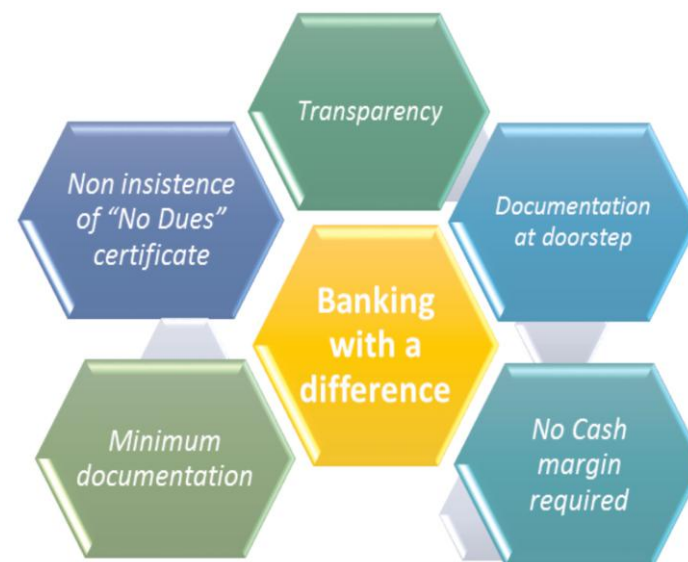 Transparency
Non insistence
of “No Dues”
certificate
Documentation
at doorstep
Banking
with a
difference
Minimum
documentation
No Cash
margin
required